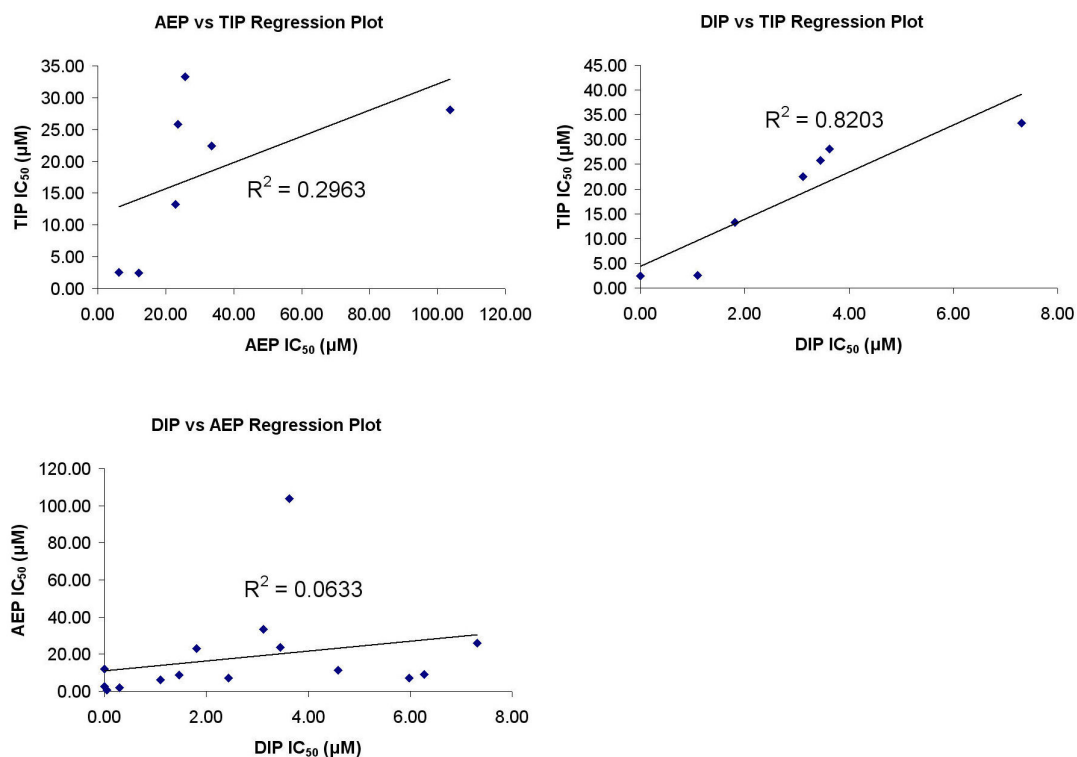 AEP vs TIP Regression Plot
35.00
30.00
25.00
20.00
15.00
10.00
5.00
0.00
TIP IC50 (µM)
R2 = 0.2963
0.00 20.00 40.00 60.00 80.00 100.00 120.00
AEP IC50 (µM)
DIP vs TIP Regression Plot
45.00
40.00
35.00
30.00
25.00
20.00
15.00
10.00
5.00
0.00
TIP IC50 (µM)
R2 = 0.8203
0.00 2.00 4.00 6.00 8.00
DIP IC50 (µM)
DIP vs AEP Regression Plot
120.00
100.00
80.00
60.00
40.00
20.00
0.00
AEP IC50 (µM)
R2 = 0.0633
0.00 2.00 4.00 6.00 8.00
DIP IC50 (µM)